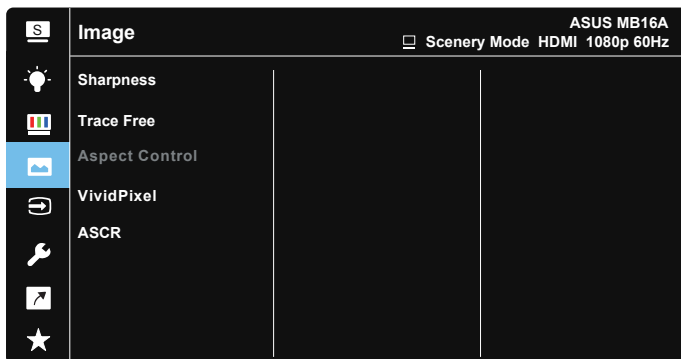 S
Image
ASUS MB16A
Scenery Mode HDMI 1080p 60Hz
Sharpness
Trace Free
Aspect Control
VividPixel
ASCR